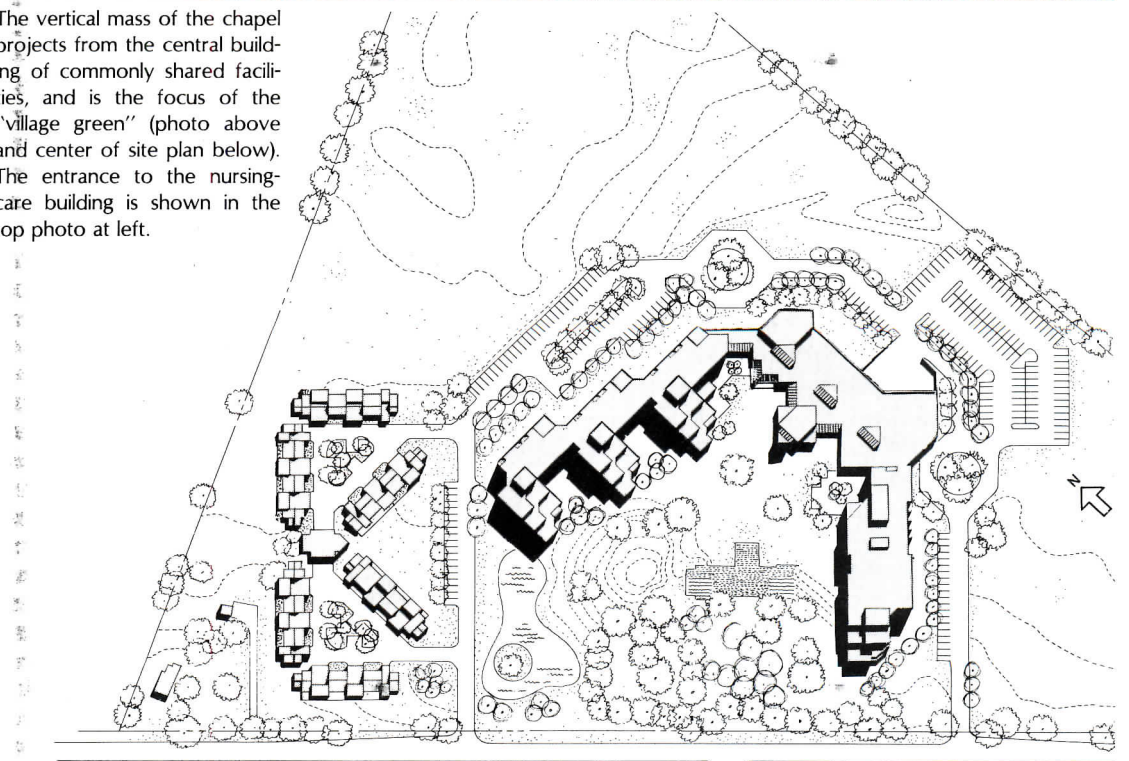 The vertical mass of the chapel
projects from the central build-
ing of commonly shared facili-
ties, and is the focus of the
"village green" (photo above
and center of site plan below).
The entrance to the nursing-
care building is shown in the
top photo at left.
N